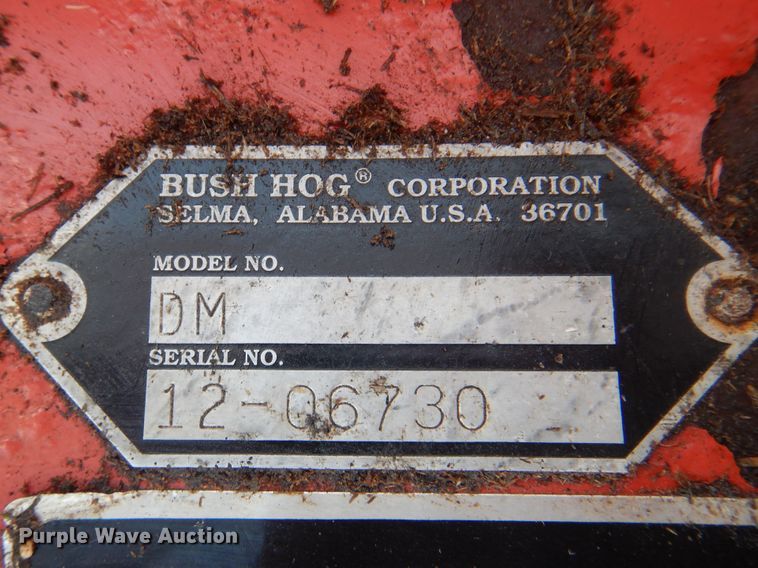 BUSH HOG® CORPORATION
SELMA, ALABAMA U.S.A. 36701
MODEL NO.
DM
SERIAL NO.
12-06730
Purple Wave Auction